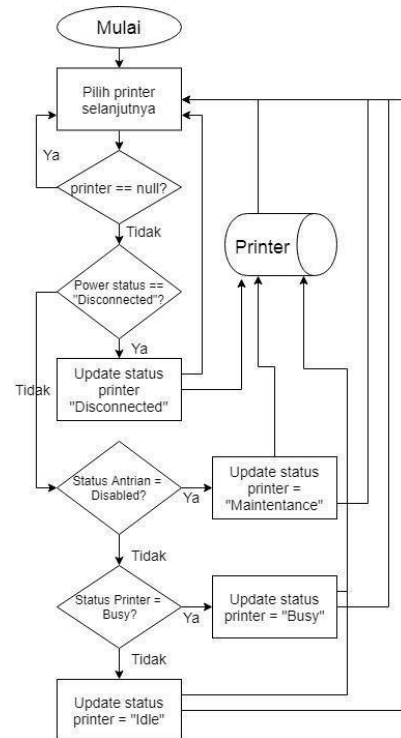 Mulai
Pilih printer
selanjutnya
Ya
printer == null?
Tidak
Printer
Power status ==
"Disconnected"?
Ya
Tidak
Update status
printer
"Disconnected"
Status Antrian =
Disabled?
Ya
Update status
printer =
"Maintentance"
Tidak
Status Printer =
Busy?
Ya
Update status
printer = "Busy"
Tidak
Update status
printer = "Idle"